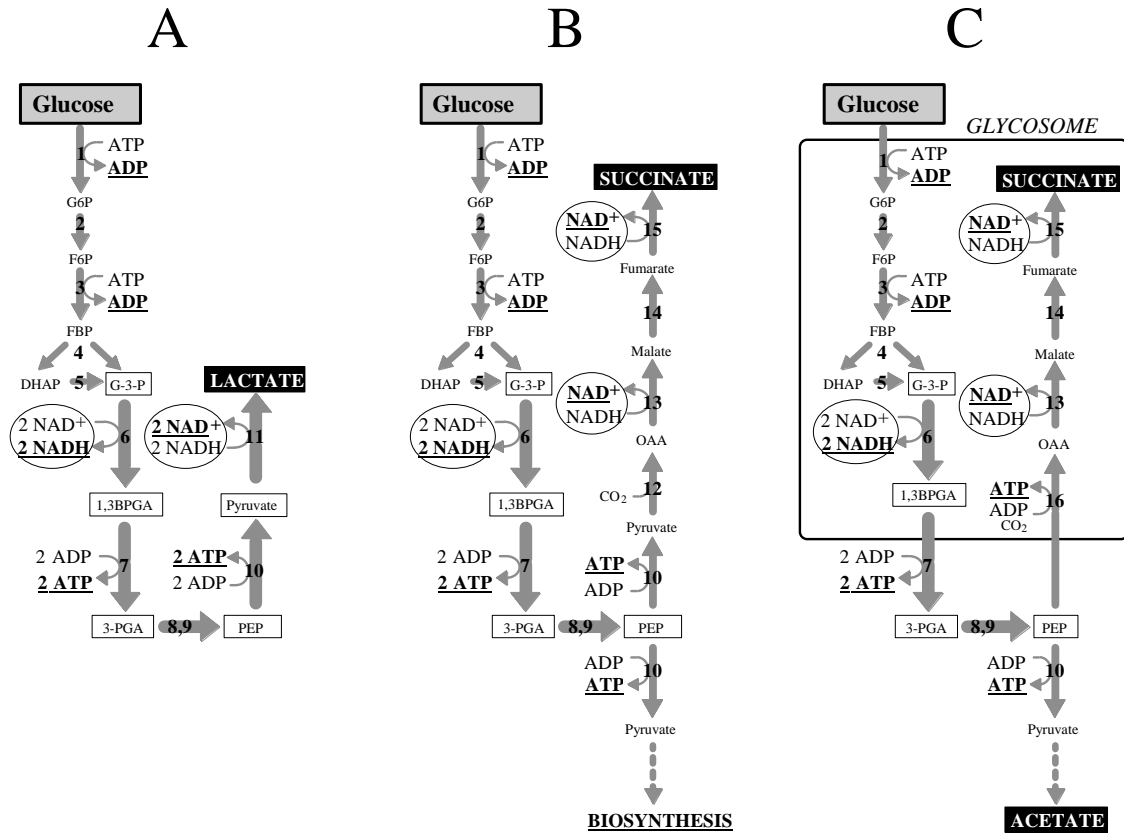 A
Glucose
1
ATP
ADP
G6P
2
F6P
3
ATP
ADP
FBP
4
DHAP
5
G-3-P
2 NAD+
2 NADH
6
1,3BPGA
2 ADP
2 ATP
7
3-PGA
8,9
PEP
2 ATP
2 ADP
10
Pyruvate
2 NAD+
2 NADH
11
LACTATE
B
Glucose
1
ATP
ADP
G6P
2
F6P
3
ATP
ADP
FBP
4
DHAP
5
G-3-P
2 NAD+
2 NADH
6
1,3BPGA
2 ADP
2 ATP
7
3-PGA
8,9
PEP
ATP
ADP
10
Pyruvate
CO2
12
OAA
NAD+
NADH
13
Malate
14
Fumarate
NAD+
NADH
15
SUCCINATE
ADP
ATP
10
Pyruvate
BIOSYNTHESIS
C
Glucose
GLYCOSOME
1
ATP
ADP
G6P
2
F6P
3
ATP
ADP
FBP
4
DHAP
5
G-3-P
2 NAD+
2 NADH
6
1,3BPGA
2 ADP
2 ATP
7
3-PGA
8,9
PEP
ATP
ADP
CO2
16
OAA
NAD+
NADH
13
Malate
14
Fumarate
NAD+
NADH
15
SUCCINATE
ADP
ATP
10
Pyruvate
ACETATE